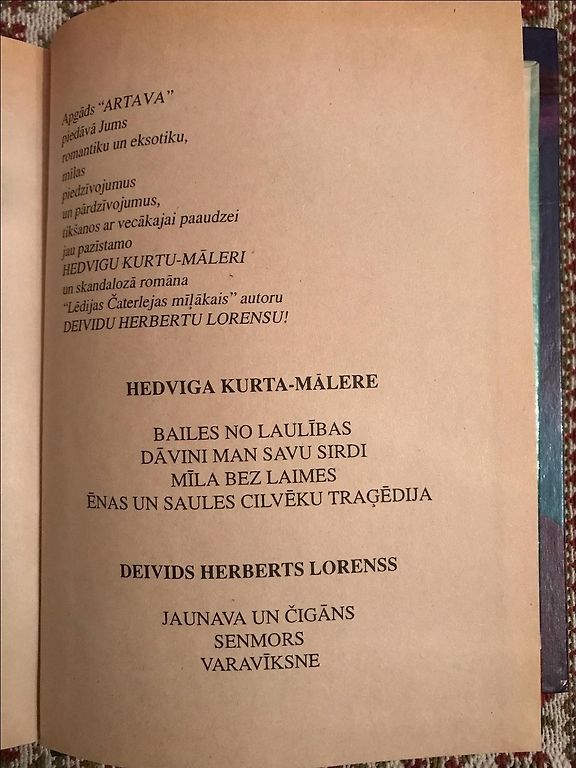 Apgāds "ARTAVA"
piedāvā Jums
romantiku un eksotiku,
mīlas
piedzīvojumus
un pārdzīvojumus,
tikšanos ar vecākajai paaudzei
jau pazīstamo
HEDVIGU KURTU-MĀLERI
un skandalozā romāna
"Lēdijas Čaterlejas mīļākais" autoru
DEIVIDU HERBERTU LORENSU!
HEDVIGA KURTA-MĀLERE
BAILES NO LAULĪBAS
DĀVINI MAN SAVU SIRDI
MĪLA BEZ LAIMES
ĒNAS UN SAULES CILVĒKU TRAĢĒDIJA
DEIVIDS HERBERTS LORENSS
JAUNAVA UN ČIGĀNS
SENMORS
VARAVĪKSNE